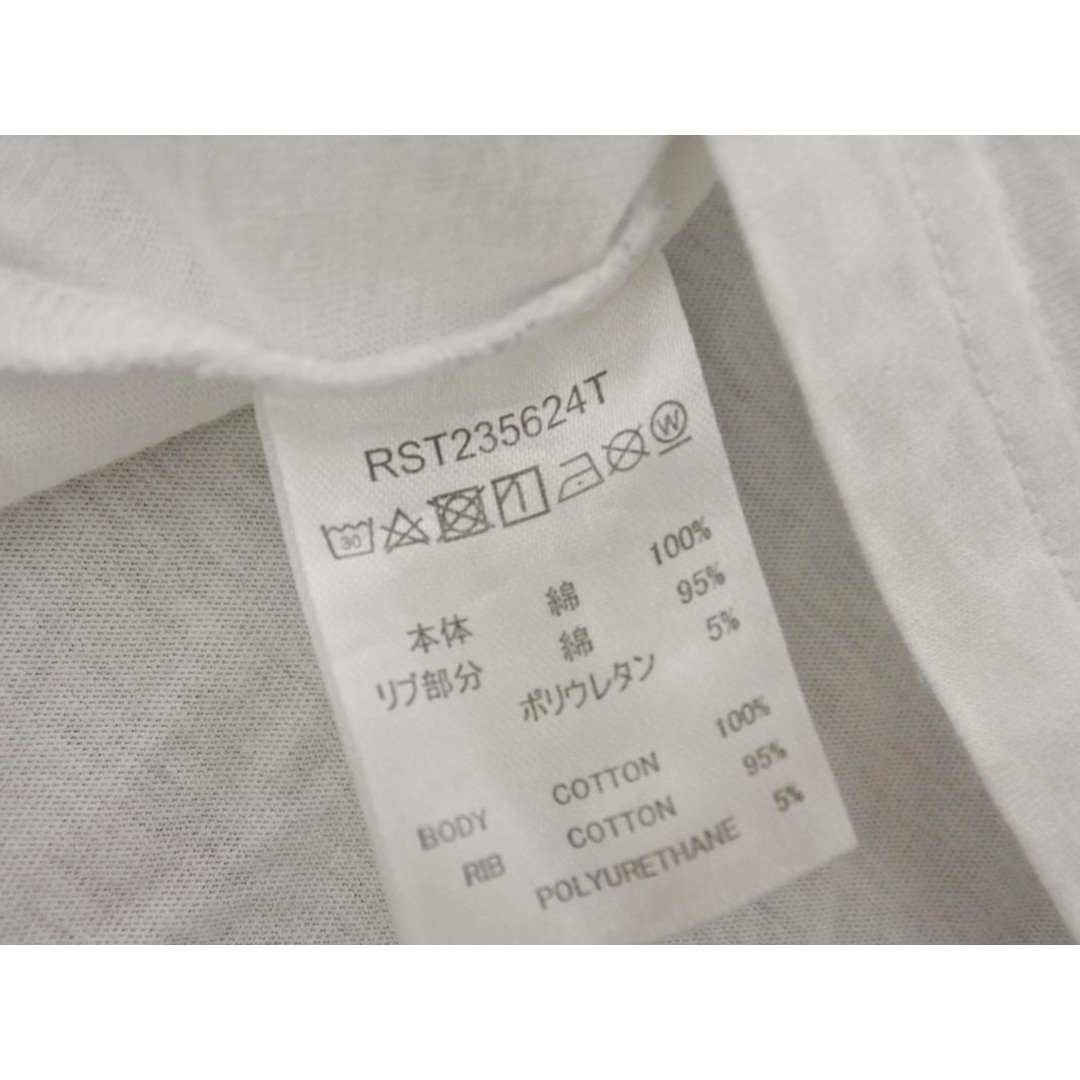 RST235624T
30 W
本体 綿 100%
リブ部分 綿 95%
ポリウレタン 5%
BODY COTTON 100%
RIB COTTON 95%
POLYURETHANE 5%